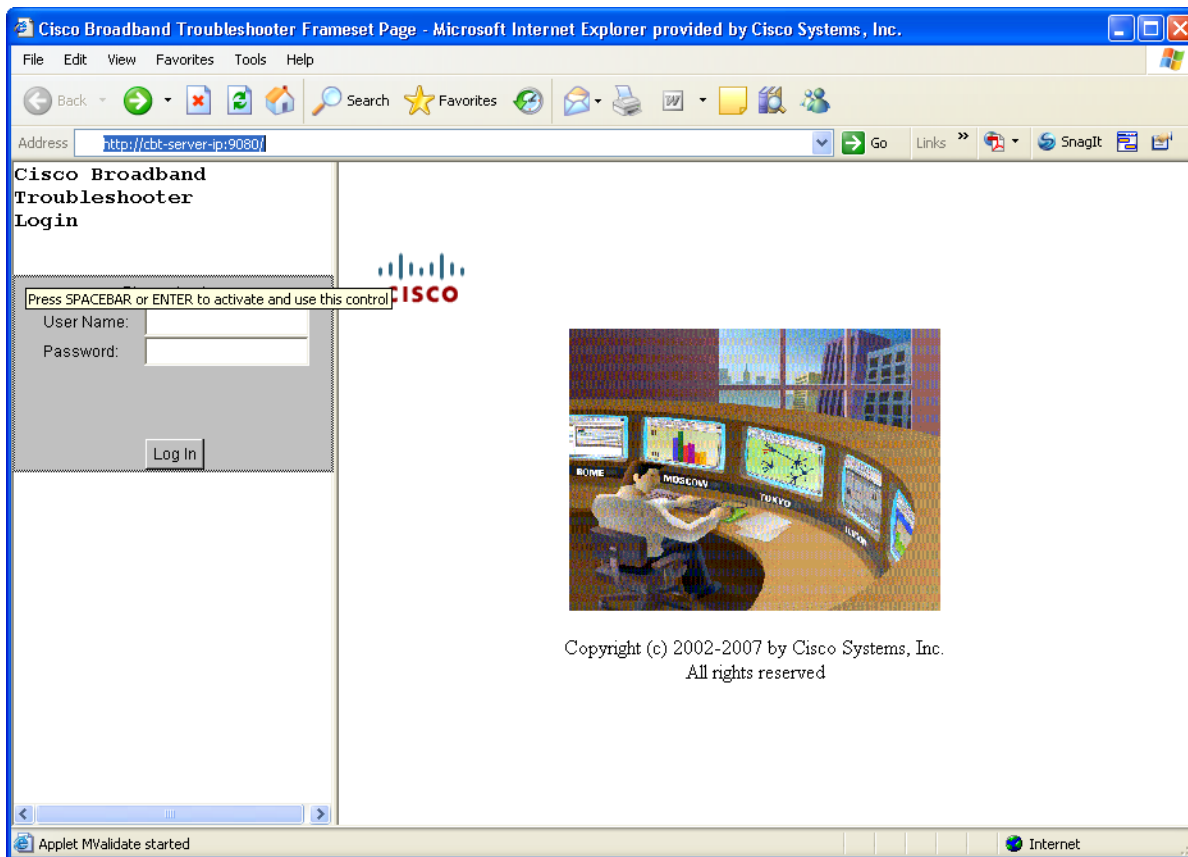 Cisco Broadband Troubleshooter Frameset Page - Microsoft Internet Explorer provided by Cisco Systems, Inc.
File Edit View Favorites Tools Help
Back Search Favorites
Address http://cbt-server-ip:9080/ Go Links » SnagIt
Cisco Broadband
Troubleshooter
Login
CISCO
Press SPACEBAR or ENTER to activate and use this control
User Name:
Password:
Log In
ROME
MOSCOW
TOKYO
Copyright (c) 2002-2007 by Cisco Systems, Inc.
All rights reserved
Applet MValidate started Internet